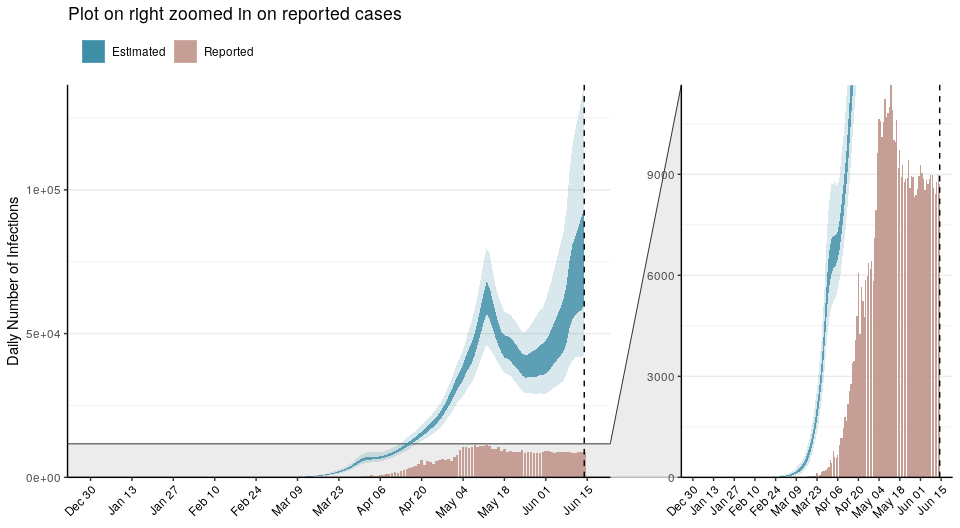 Plot on right zoomed in on reported cases
Estimated Reported
Daily Number of Infections
1e+05
5e+04
0e+00
Dec 30 Jan 13 Jan 27 Feb 10 Feb 24 Mar 09 Mar 23 Apr 06 Apr 20 May 04 May 18 Jun 01 Jun 15
9000
6000
3000
0
Dec 30 Jan 13 Jan 27 Feb 10 Feb 24 Mar 09 Mar 23 Apr 06 Apr 20 May 04 May 18 Jun 01 Jun 15